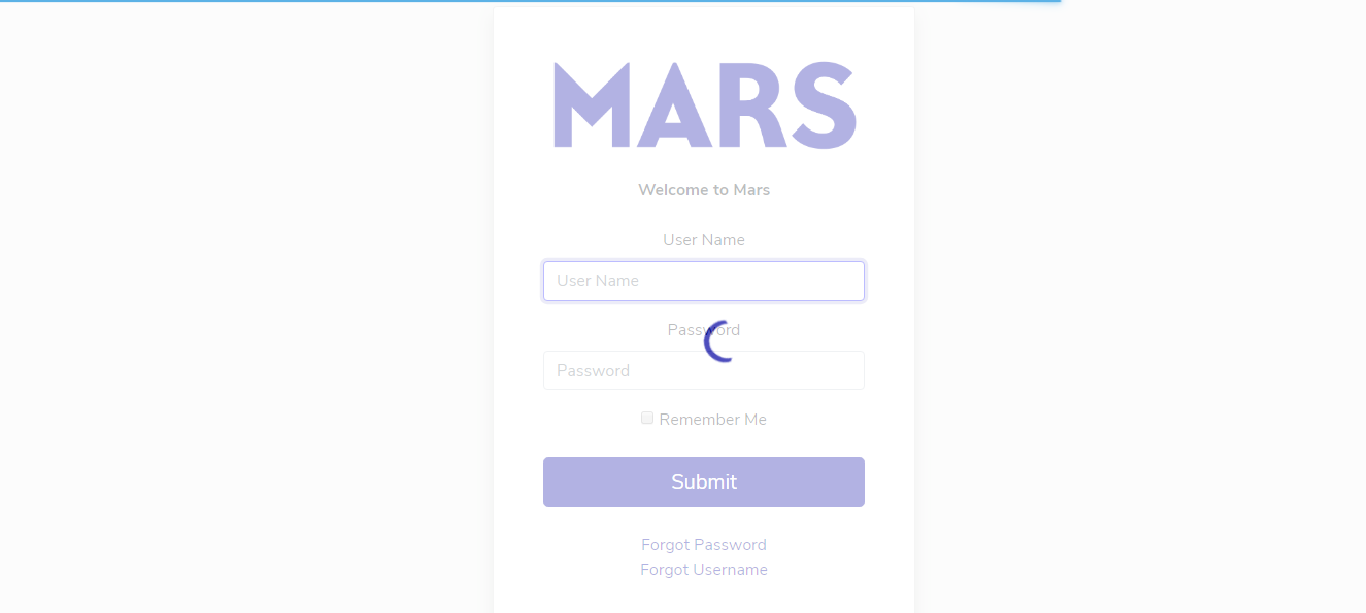 MARS
Welcome to Mars
User Name
User Name
Password
Password
Remember Me
Submit
Forgot Password
Forgot Username